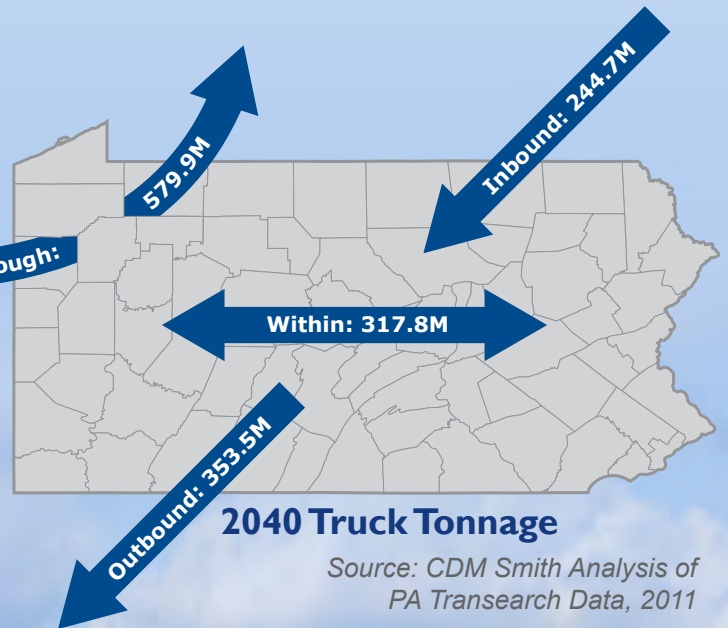 Inbound: 244.7M
579.9M
ough:
Within: 317.8M
Outbound: 353.5M
2040 Truck Tonnage
Source: CDM Smith Analysis of
PA Transearch Data, 2011